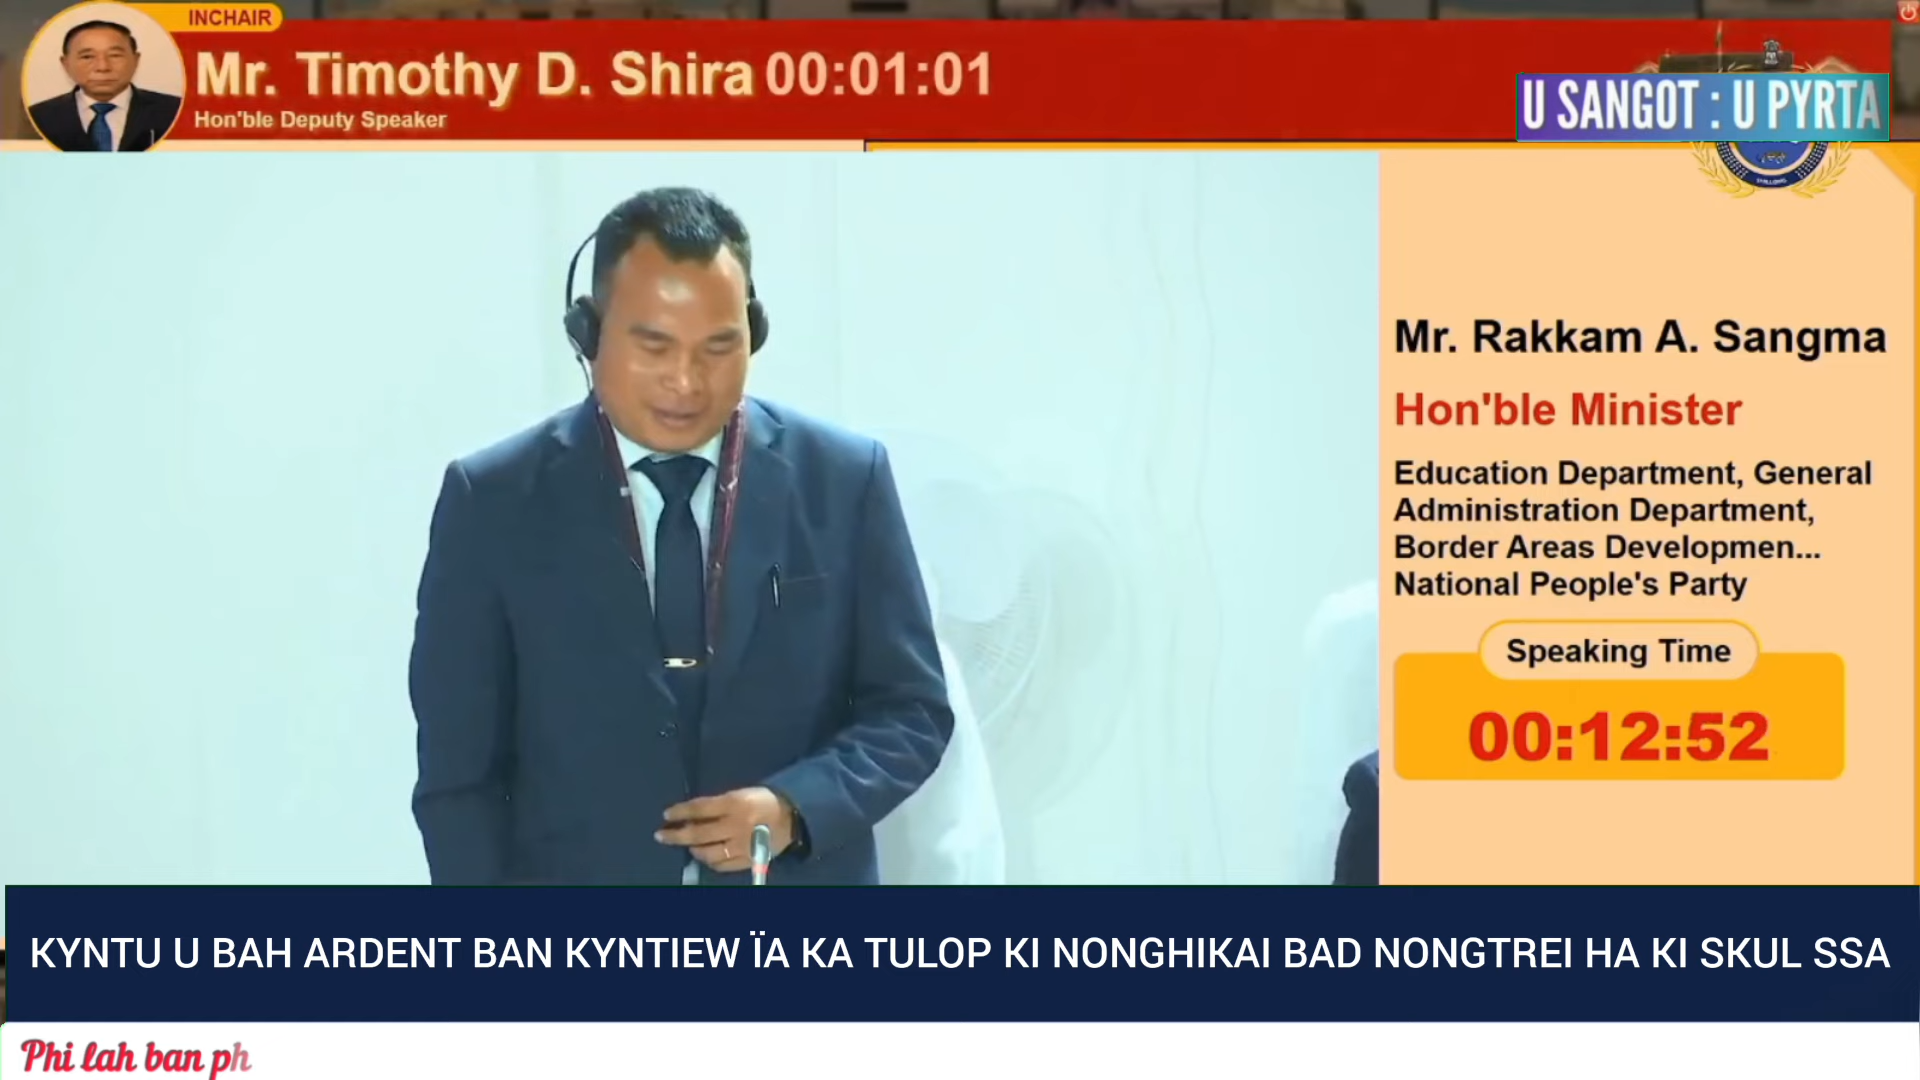 INCHAIR
Mr. Timothy D. Shira 00:01:01
Hon'ble Deputy Speaker
U SANGOT : U PYRTA
Mr. Rakkam A. Sangma
Hon'ble Minister
Education Department, General
Administration Department,
Border Areas Developmen...
National People's Party
Speaking Time
00:12:52
KYNTU U BAH ARDENT BAN KYNTIEW ÏA KA TULOP KI NONGHIKAI BAD NONGTREI HA KI SKUL SSA
Phi lah ban ph